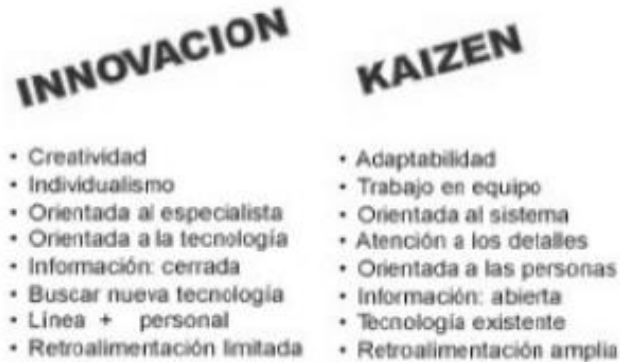 INNOVACION
• Creatividad
• Individualismo
• Orientada al especialista
• Orientada a la tecnología
• Información: cerrada
• Buscar nueva tecnología
• Línea + personal
• Retroalimentación limitada
KAIZEN
• Adaptabilidad
• Trabajo en equipo
• Orientada al sistema
• Atención a los detalles
• Orientada a las personas
• Información: abierta
• Tecnología existente
• Retroalimentación amplia